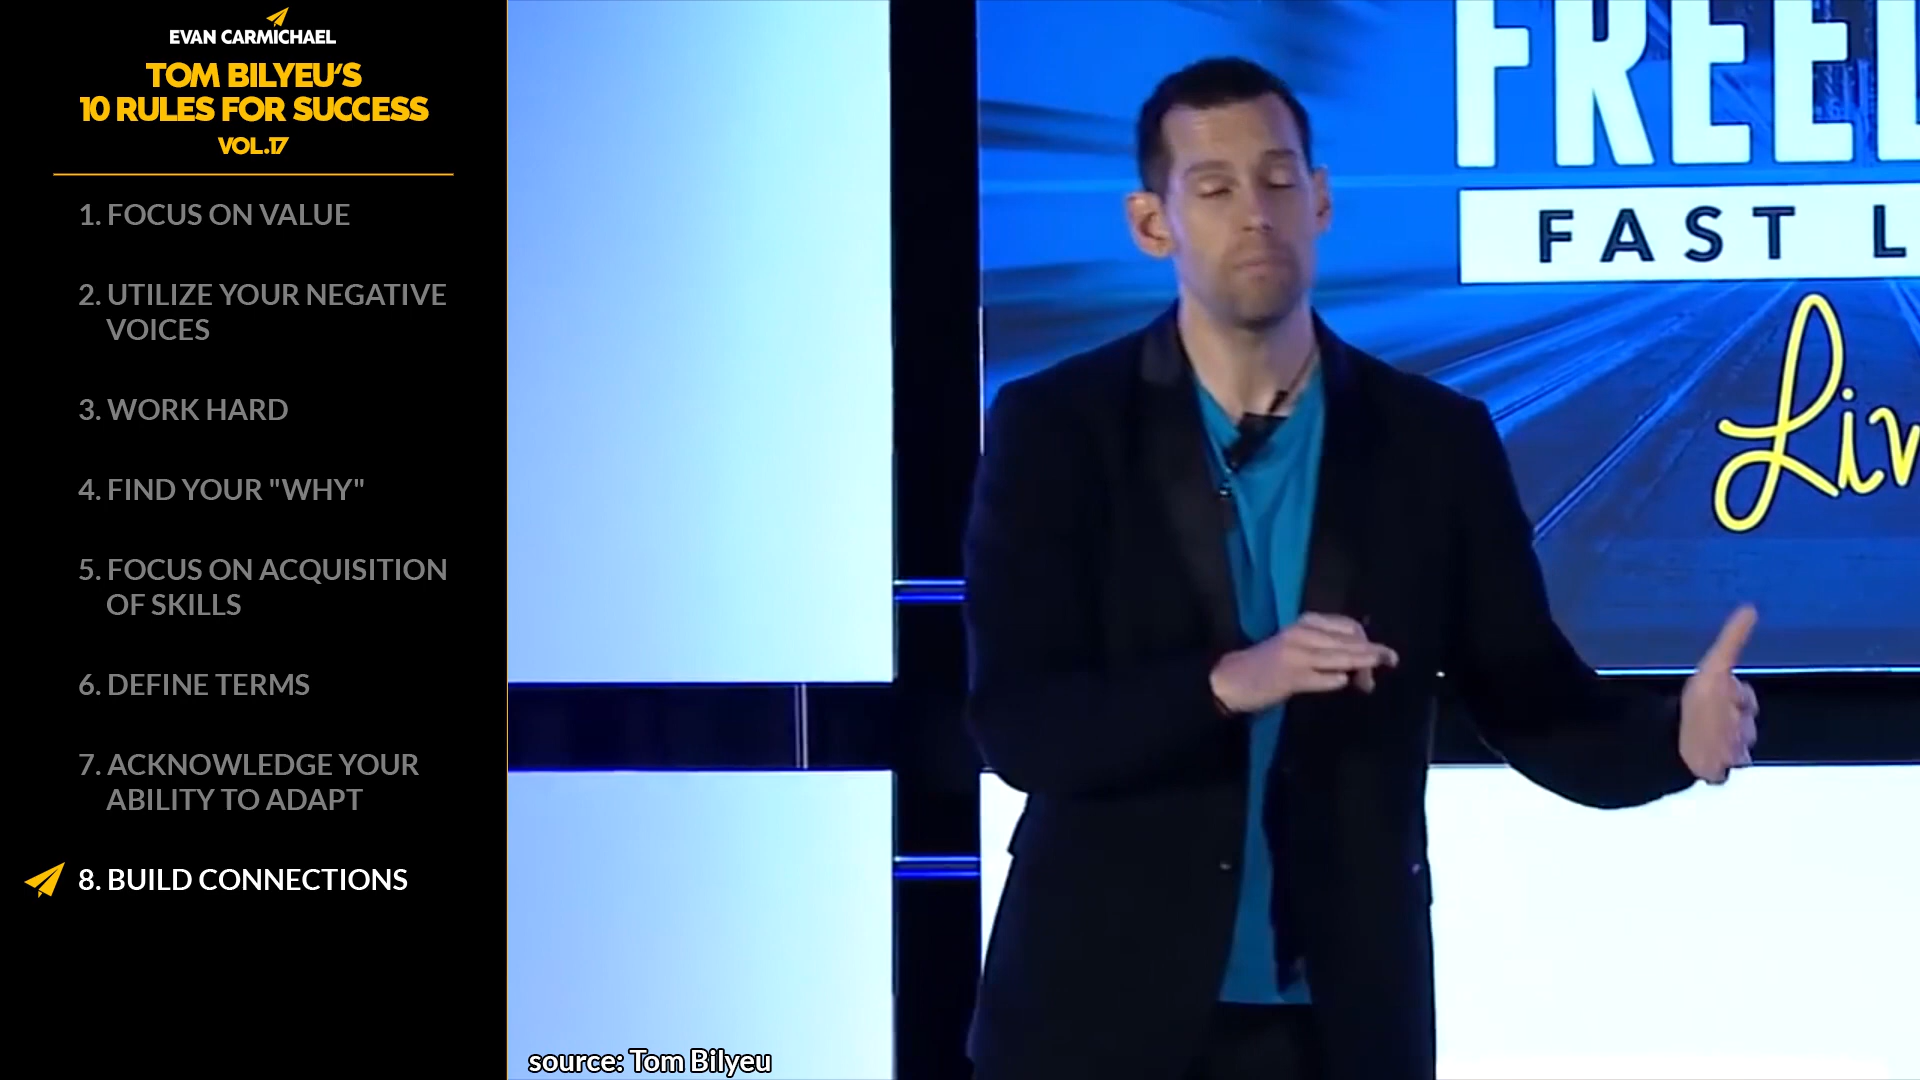 EVAN CARMICHAEL
TOM BILYEU'S
10 RULES FOR SUCCESS
VOL.17
1. FOCUS ON VALUE
2. UTILIZE YOUR NEGATIVE
VOICES
3. WORK HARD
4. FIND YOUR "WHY"
5. FOCUS ON ACQUISITION
OF SKILLS
6. DEFINE TERMS
7. ACKNOWLEDGE YOUR
ABILITY TO ADAPT
8. BUILD CONNECTIONS
FREE
FAST L
Liv
source: Tom Bilyeu